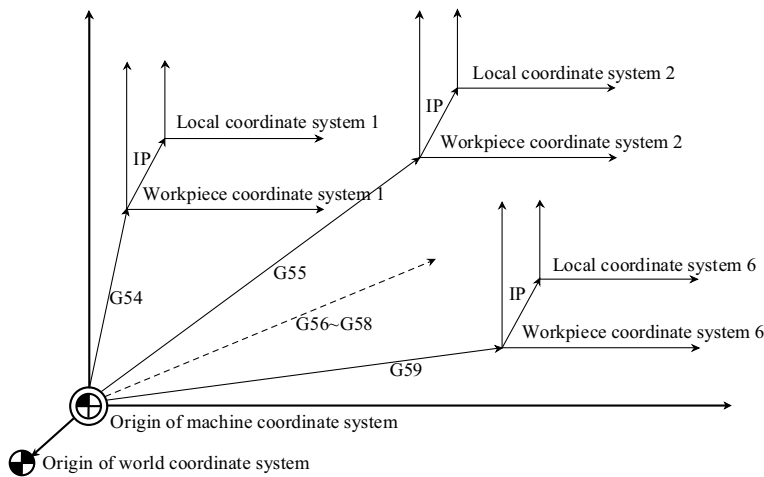 Local coordinate system 2
IP
Local coordinate system 1
Workpiece coordinate system 2
IP
Workpiece coordinate system 1
G55
Local coordinate system 6
G54
IP
G56~G58
Workpiece coordinate system 6
G59
Origin of machine coordinate system
Origin of world coordinate system